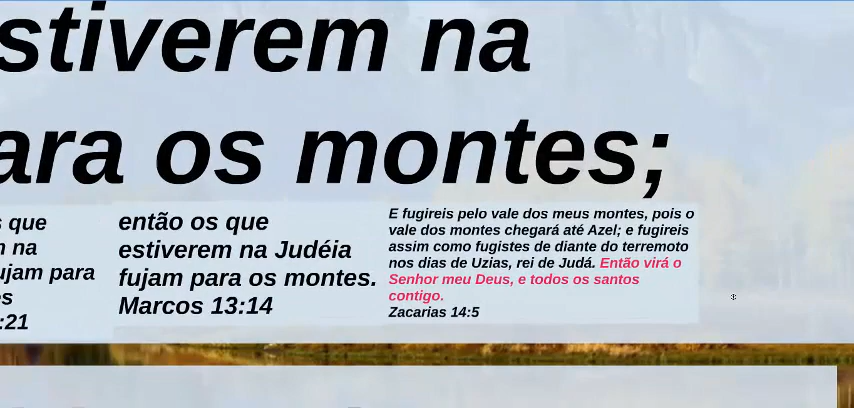 stiverem na
ara os montes;
s que
n na
ujam para
es
:21
então os que
estiverem na Judéia
fujam para os montes.
Marcos 13:14
E fugireis pelo vale dos meus montes, pois o
vale dos montes chegará até Azel; e fugireis
assim como fugistes de diante do terremoto
nos dias de Uzias, rei de Judá. Então virá o
Senhor meu Deus, e todos os santos
contigo.
Zacarias 14:5